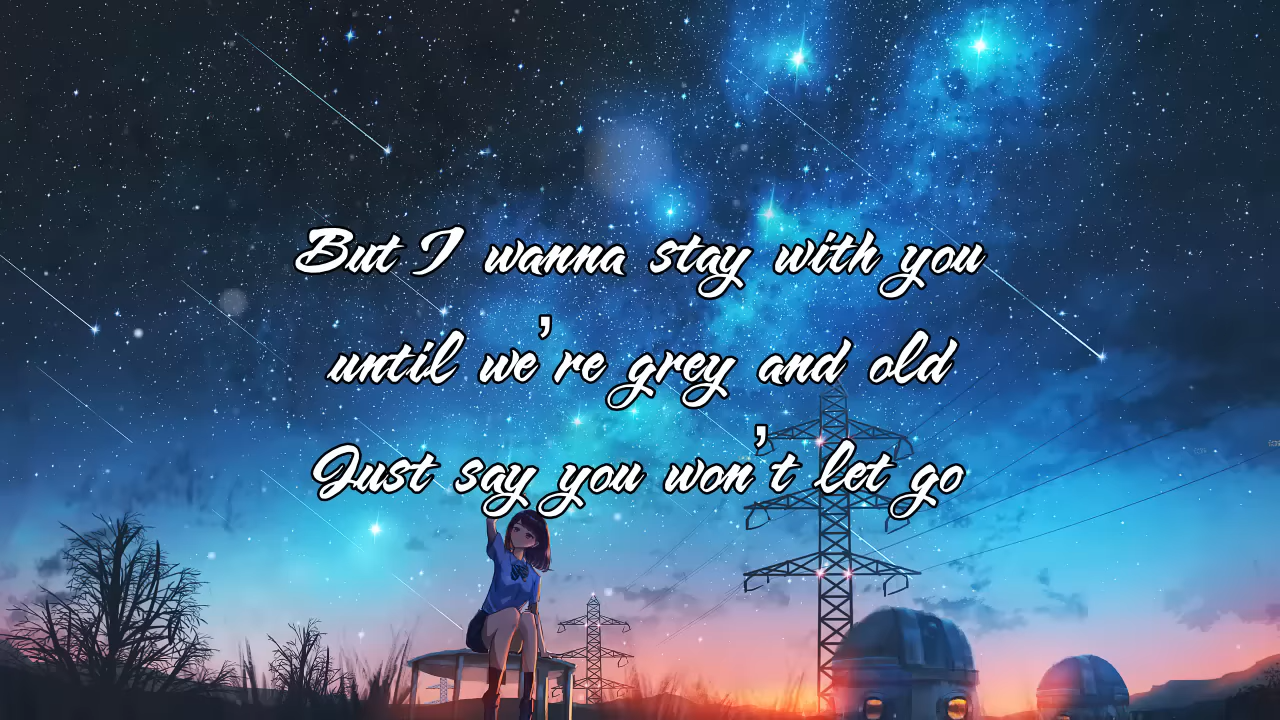 But I wanna stay with you
until we're grey and old
Just say you won't let go